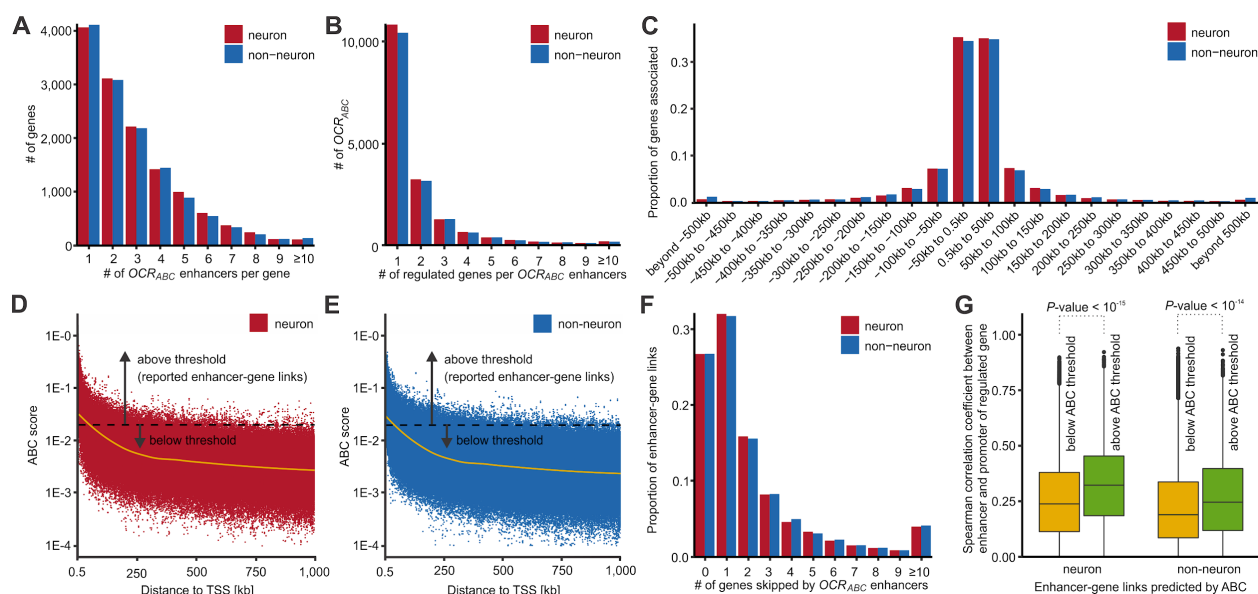 A
neuron
non−neuron
4,000
3,000
2,000
1,000
0
# of genes
1 2 3 4 5 6 7 8 9 ≥10
# of OCRABC enhancers per gene
B
neuron
non−neuron
10,000
5,000
0
# of OCRABC
1 2 3 4 5 6 7 8 9 ≥10
# of regulated genes per OCRABC enhancers
C
neuron
non−neuron
0.3
0.2
0.1
0.0
Proportion of genes associated
beyond −500kb
−500kb to −450kb
−450kb to −400kb
−400kb to −350kb
−350kb to −300kb
−300kb to −250kb
−250kb to −200kb
−200kb to −150kb
−150kb to −100kb
−100kb to −50kb
−50kb to 0.5kb
0.5kb to 50kb
50kb to 100kb
100kb to 150kb
150kb to 200kb
200kb to 250kb
250kb to 300kb
300kb to 350kb
350kb to 400kb
400kb to 450kb
450kb to 500kb
beyond 500kb
D
neuron
1E−0
1E−1
1E−2
1E−3
1E−4
ABC score
above threshold
(reported enhancer-gene links)
below threshold
0.5 250 500 750 1,000
Distance to TSS [kb]
E
non-neuron
1E−0
1E−1
1E−2
1E−3
1E−4
ABC score
above threshold
(reported enhancer-gene links)
below threshold
0.5 250 500 750 1,000
Distance to TSS [kb]
F
neuron
non−neuron
0.3
0.2
0.1
0.0
Proportion of enhancer-gene links
0 1 2 3 4 5 6 7 8 9 ≥10
# of genes skipped by OCRABC enhancers
G
P-value < 10-15
P-value < 10-14
1.00
0.75
0.50
0.25
0.00
Spearman correlation coefficient between
enhancer and promoter of regulated gene
below ABC threshold
above ABC threshold
below ABC threshold
above ABC threshold
neuron
non-neuron
Enhancer-gene links predicted by ABC